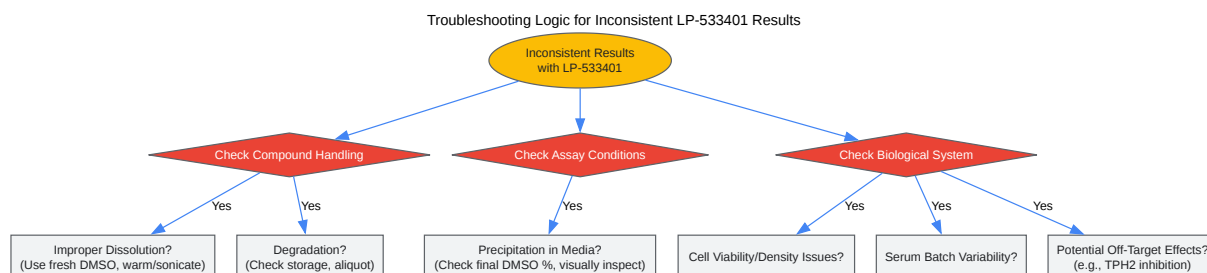 Troubleshooting Logic for Inconsistent LP-533401 Results
Inconsistent Results
with LP-533401
Check Compound Handling
Check Assay Conditions
Check Biological System
Yes
Yes
Yes
Yes
Yes
Yes
Improper Dissolution?
(Use fresh DMSO, warm/sonicate)
Degradation?
(Check storage, aliquot)
Precipitation in Media?
(Check final DMSO %, visually inspect)
Cell Viability/Density Issues?
Serum Batch Variability?
Potential Off-Target Effects?
(e.g., TPH2 inhibition)